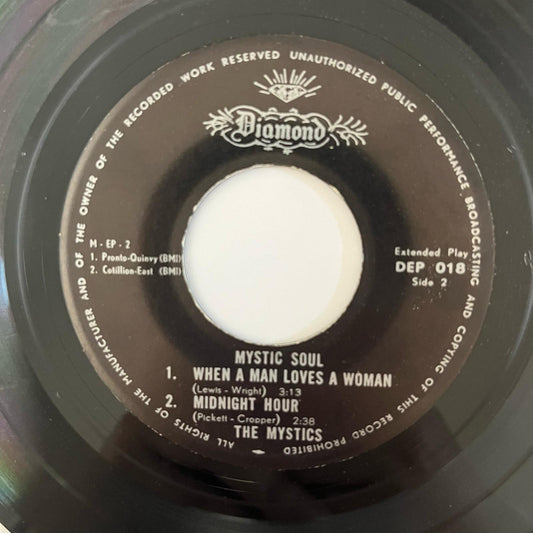 ALL RIGHTS OF THE MANUFACTURER AND OF THE OWNER OF THE RECORDED WORK RESERVED UNAUTHORIZED PUBLIC PERFORMANCE BROADCASTING AND COPYING OF THIS RECORD PROHIBITED
Diamond
M - EP - 2
1. Pronto-Quinvy (BMI)
2. Cotillion-East (BMI)
Extended Play
DEP 018
Side 2
MYSTIC SOUL
1. WHEN A MAN LOVES A WOMAN
(Lewis - Wright) 3:13
2. MIDNIGHT HOUR
(Pickett - Cropper) 2:38
THE MYSTICS